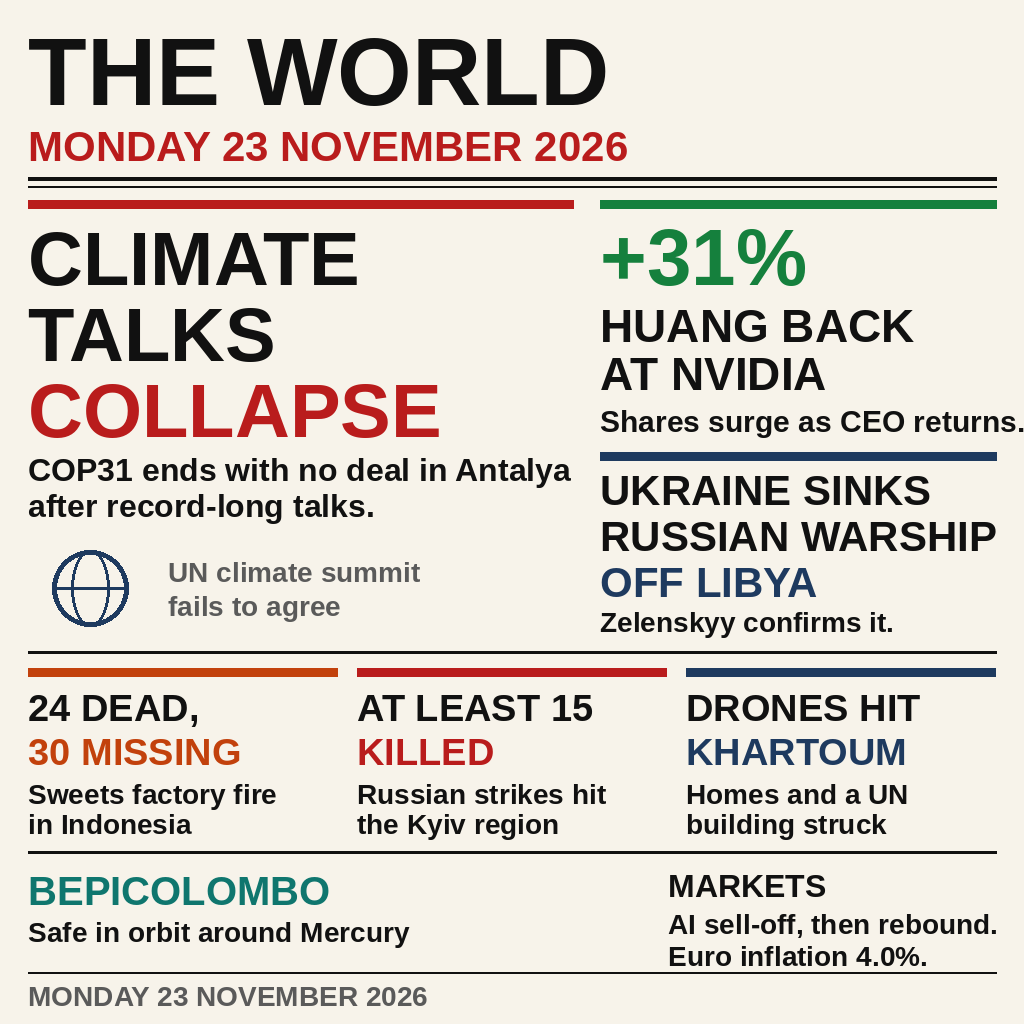 THE WORLD
MONDAY 23 NOVEMBER 2026
CLIMATE
TALKS
COLLAPSE
COP31 ends with no deal in Antalya
after record-long talks.
UN climate summit
fails to agree
+31%
HUANG BACK
AT NVIDIA
Shares surge as CEO returns.
UKRAINE SINKS
RUSSIAN WARSHIP
OFF LIBYA
Zelenskyy confirms it.
24 DEAD,
30 MISSING
Sweets factory fire
in Indonesia
AT LEAST 15
KILLED
Russian strikes hit
the Kyiv region
DRONES HIT
KHARTOUM
Homes and a UN
building struck
BEPICOLOMBO
Safe in orbit around Mercury
MARKETS
AI sell-off, then rebound.
Euro inflation 4.0%.
MONDAY 23 NOVEMBER 2026